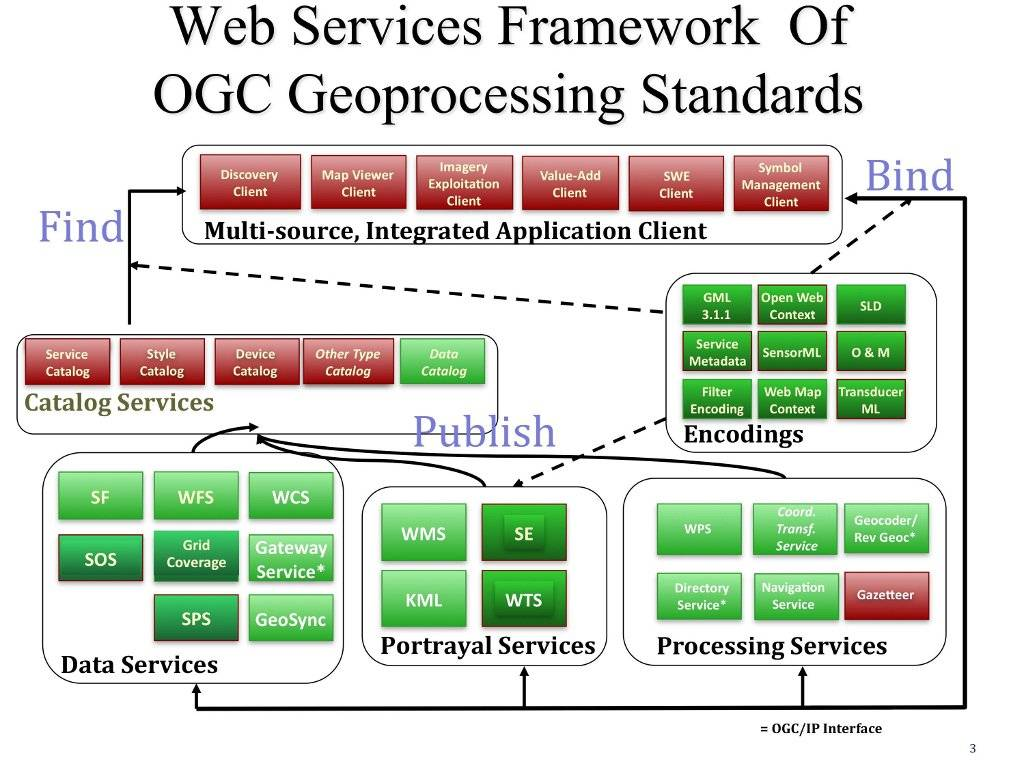 Web Services Framework  Of
OGC Geoprocessing Standards
Discovery
Client
Map Viewer
Client
Imagery
Exploitation
Client
Value-Add
Client
SWE
Client
Symbol
Management
Client
Multi-source, Integrated Application Client
Bind
Find
GML
3.1.1
Open Web
Context
SLD
Service
Metadata
SensorML
O & M
Filter
Encoding
Web Map
Context
Transducer
ML
Encodings
Service
Catalog
Style
Catalog
Device
Catalog
Other Type
Catalog
Data
Catalog
Catalog Services
Publish
SF
WFS
WCS
SOS
Grid
Coverage
Gateway
Service*
SPS
GeoSync
Data Services
WMS
SE
KML
WTS
Portrayal Services
WPS
Coord.
Transf.
Service
Geocoder/
Rev Geoc*
Directory
Service*
Navigation
Service
Gazetteer
Processing Services
= OGC/IP Interface
3